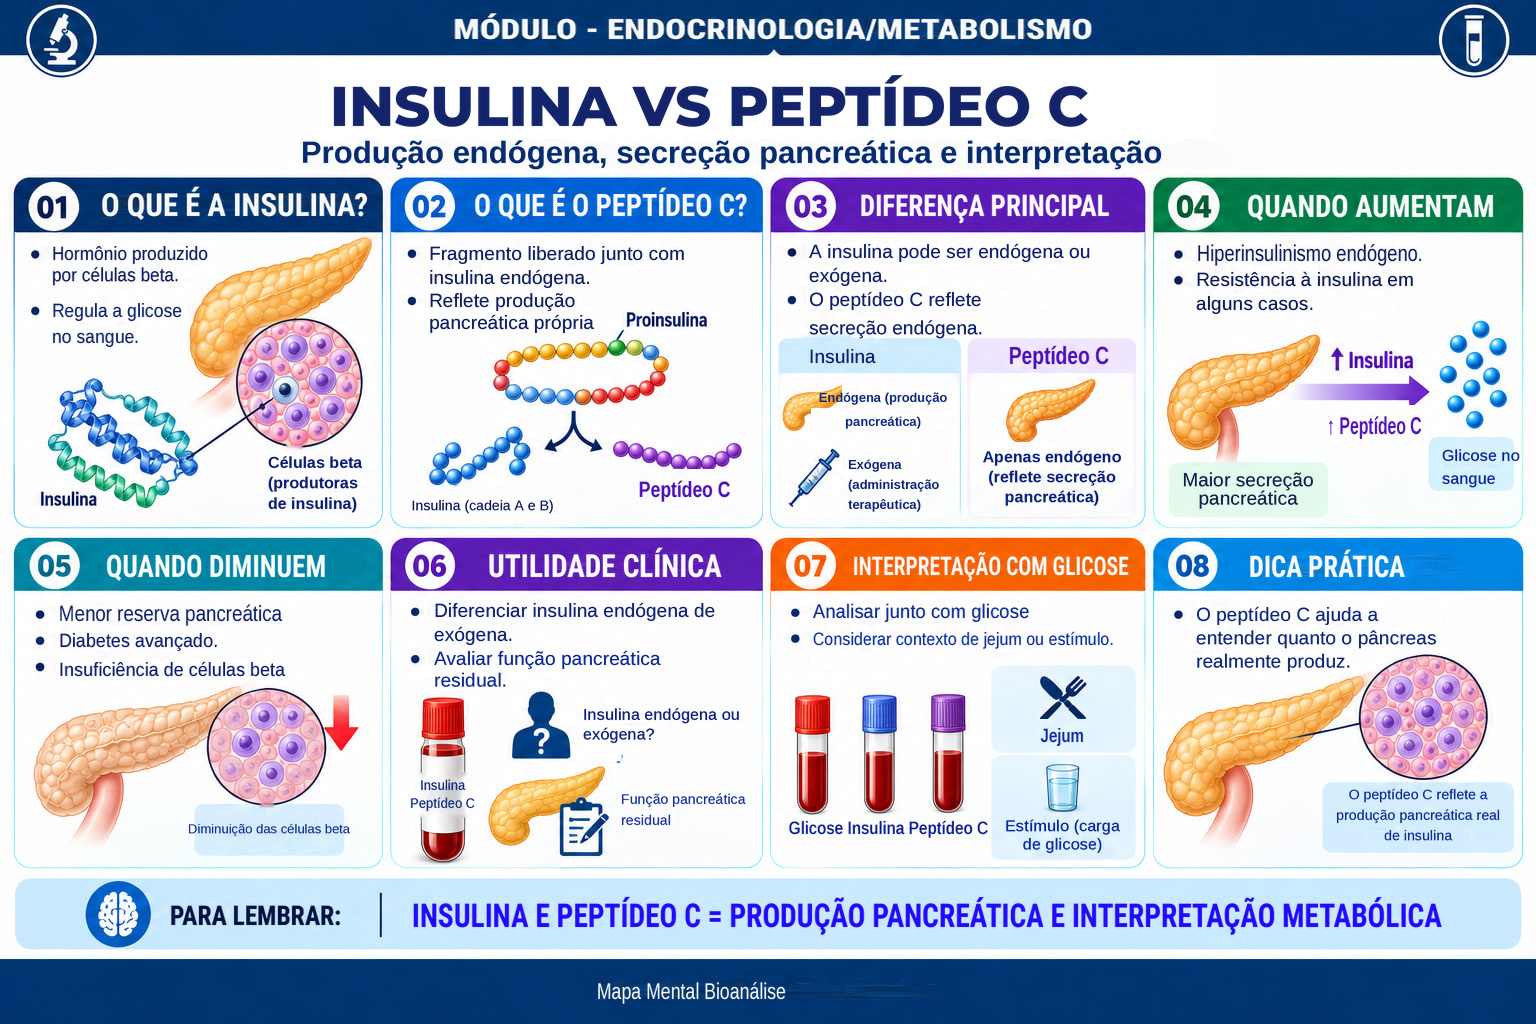 MÓDULO - ENDOCRINOLOGIA/METABOLISMO
INSULINA VS PEPTÍDEO C
Produção endógena, secreção pancreática e interpretação
01 O QUE É A INSULINA?
• Hormônio produzido
por células beta.
• Regula a glicose
no sangue.
Insulina
Células beta
(produtoras
de insulina)
02 O QUE É O PEPTÍDEO C?
• Fragmento liberado junto com
insulina endógena.
• Reflete produção
pancreática própria
Proinsulina
Insulina (cadeia A e B)
Peptídeo C
03 DIFERENÇA PRINCIPAL
• A insulina pode ser endógena ou
exógena.
• O peptídeo C reflete
secreção endógena.
Insulina
Endógena (produção
pancreática)
Exógena
(administração
terapêutica)
Peptídeo C
Apenas endógeno
(reflete secreção
pancreática)
04 QUANDO AUMENTAM
• Hiperinsulinismo endógeno.
• Resistência à insulina em
alguns casos.
↑ Insulina
↑ Peptídeo C
Maior secreção
pancreática
Glicose no
sangue
05 QUANDO DIMINUEM
• Menor reserva pancreática
• Diabetes avançado.
• Insuficiência de células beta
Diminuição das células beta
06 UTILIDADE CLÍNICA
• Diferenciar insulina endógena de
exógena.
• Avaliar função pancreática
residual.
Insulina
Peptídeo C
?
Insulina endógena ou
exógena?
Função pancreática
residual
07 INTERPRETAÇÃO COM GLICOSE
• Analisar junto com glicose
• Considerar contexto de jejum ou estímulo.
Glicose Insulina Peptídeo C
Jejum
Estímulo (carga
de glicose)
08 DICA PRÁTICA
• O peptídeo C ajuda a
entender quanto o pâncreas
realmente produz.
O peptídeo C reflete a
produção pancreática real
de insulina
PARA LEMBRAR:
INSULINA E PEPTÍDEO C = PRODUÇÃO PANCREÁTICA E INTERPRETAÇÃO METABÓLICA
Mapa Mental Bioanálise